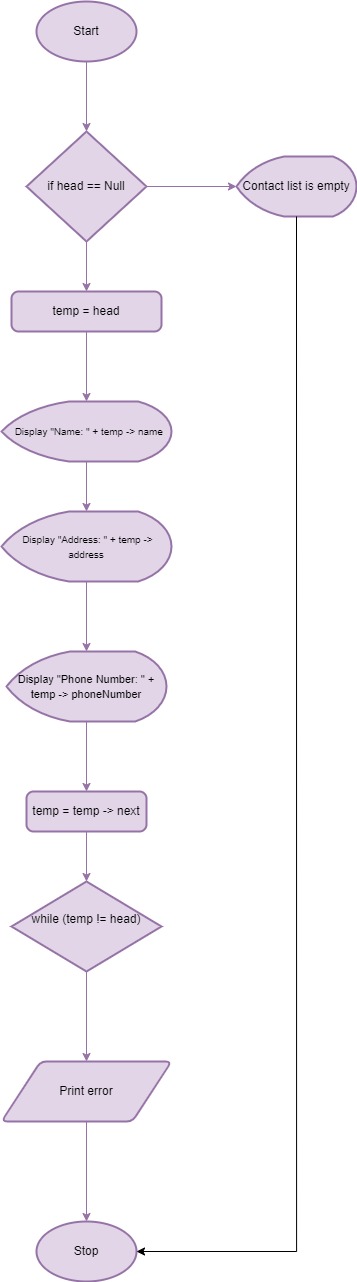 Start
if head == Null
Contact list is empty
temp = head
Display "Name: " + temp -> name
Display "Address: " + temp ->
address
Display "Phone Number: " +
temp -> phoneNumber
temp = temp -> next
while (temp != head)
Print error
Stop